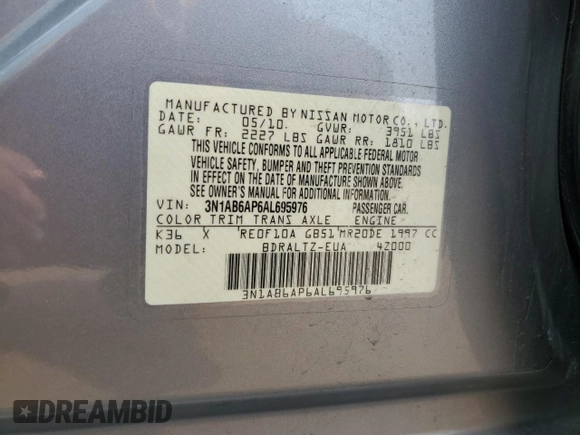 MANUFACTURED BY NISSAN MOTOR CO., LTD.
DATE: 05/10 GVWR: 3951 LBS
GAWR FR: 2227 LBS GAWR RR: 1810 LBS
THIS VEHICLE CONFORMS TO ALL APPLICABLE FEDERAL MOTOR
VEHICLE SAFETY, BUMPER AND THEFT PREVENTION STANDARDS
IN EFFECT ON THE DATE OF MANUFACTURE SHOWN ABOVE.
SEE OWNER'S MANUAL FOR ADDITIONAL INFORMATION.
VIN: 3N1AB6AP6AL695976 PASSENGER CAR.
COLOR TRIM TRANS AXLE ENGINE
K36 X RE0F10A GB51 MR20DE 1997 CC
MODEL: BDRALTZ-EUA 4Z000
3N1AB6AP6AL695976
DREAMBID